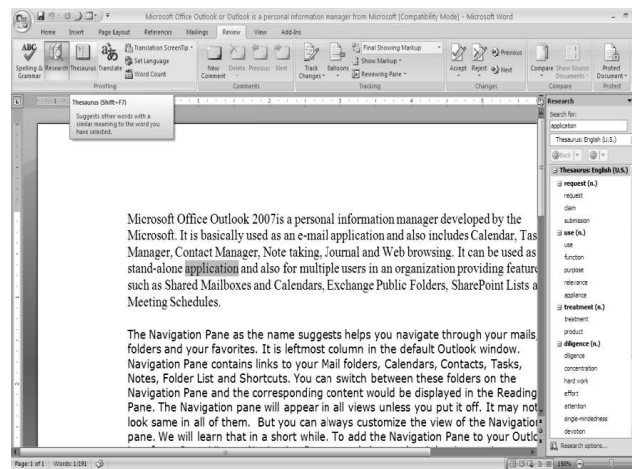 Microsoft Office Outlook or Outlook is a personal information manager from Microsoft [Compatibility Mode] - Microsoft Word
Home Insert Page Layout References Mailings Review View Add-Ins
ABC
Spelling & Grammar
Research
Thesaurus
Translate
Translation ScreenTip
Set Language
Word Count
New Comment
Delete
Previous
Next
Track Changes
Balloons
Final Showing Markup
Show Markup
Reviewing Pane
Accept
Reject
Previous
Next
Compare
Show Source Documents
Protect Document
Proofing Comments Tracking Changes Compare Protect
Thesaurus (Shift+F7)
Suggests other words with a
similar meaning to the word you
have selected.
Microsoft Office Outlook 2007is a personal information manager developed by the
Microsoft. It is basically used as an e-mail application and also includes Calendar, Tas
Manager, Contact Manager, Note taking, Journal and Web browsing. It can be used as
stand-alone application and also for multiple users in an organization providing feature
such as Shared Mailboxes and Calendars, Exchange Public Folders, SharePoint Lists a
Meeting Schedules.
The Navigation Pane as the name suggests helps you navigate through your mails,
folders and your favorites. It is leftmost column in the default Outlook window.
Navigation Pane contains links to your Mail folders, Calendars, Contacts, Tasks,
Notes, Folder List and Shortcuts. You can switch between these folders on the
Navigation Pane and the corresponding content would be displayed in the Reading
Pane. The Navigation pane will appear in all views unless you put it off. It may not
look same in all of them. But you can always customize the view of the Navigation
pane. We will learn that in a short while. To add the Navigation Pane to your Outlo
Research
Search for:
application
Thesaurus: English (U.S.)
Back
Thesaurus: English (U.S.)
request (n.)
request
claim
submission
use (n.)
use
function
purpose
relevance
appliance
treatment (n.)
treatment
product
diligence (n.)
diligence
concentration
hard work
effort
attention
single-mindedness
devotion
Research options...
Page: 1 of 1 Words: 1/191 150%